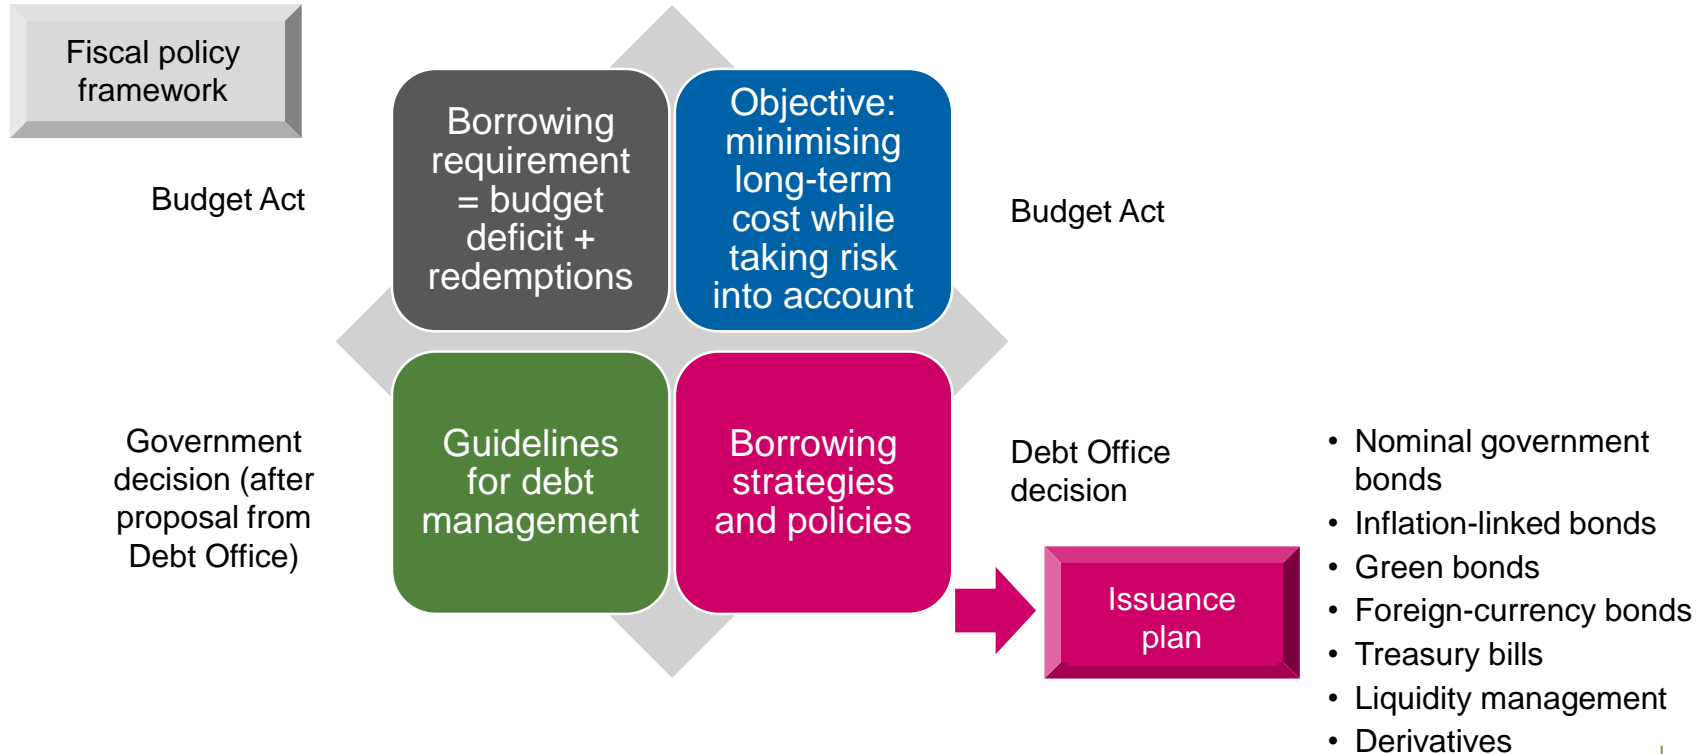 Fiscal policy
framework
Budget Act
Borrowing
requirement
= budget
deficit +
redemptions
Objective:
minimising
long-term
cost while
taking risk
into account
Budget Act
Government
decision (after
proposal from
Debt Office)
Guidelines
for debt
management
Borrowing
strategies
and policies
Debt Office
decision
Issuance
plan
• Nominal government
bonds
• Inflation-linked bonds
• Green bonds
• Foreign-currency bonds
• Treasury bills
• Liquidity management
• Derivatives